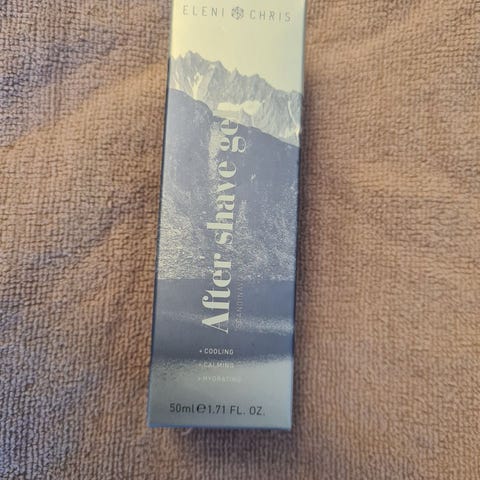 ELENI CHRIS
After shave gel
+ COOLING
+ CALMING
+ HYDRATING
50ml ℮ 1.71 FL. OZ.